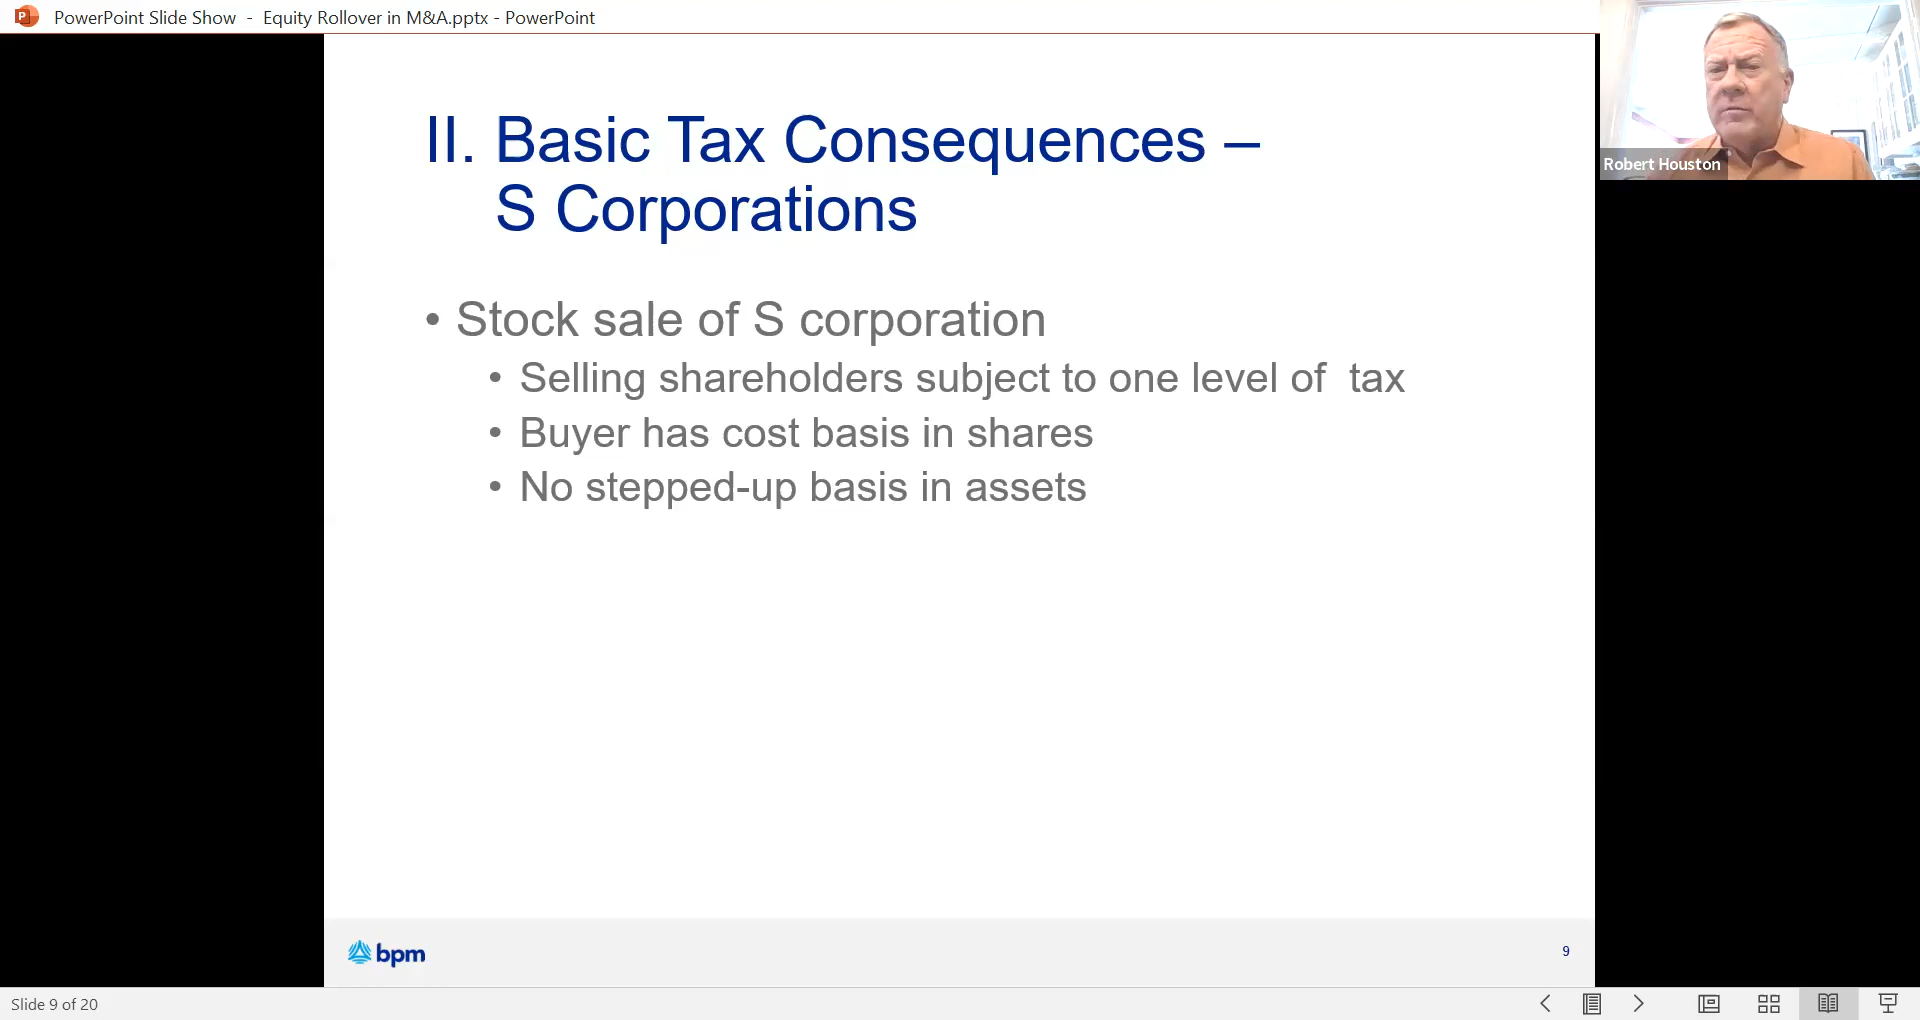 PowerPoint Slide Show - Equity Rollover in M&A.pptx - PowerPoint
Robert Houston
II. Basic Tax Consequences –
S Corporations
• Stock sale of S corporation
• Selling shareholders subject to one level of  tax
• Buyer has cost basis in shares
• No stepped-up basis in assets
bpm
9
Slide 9 of 20